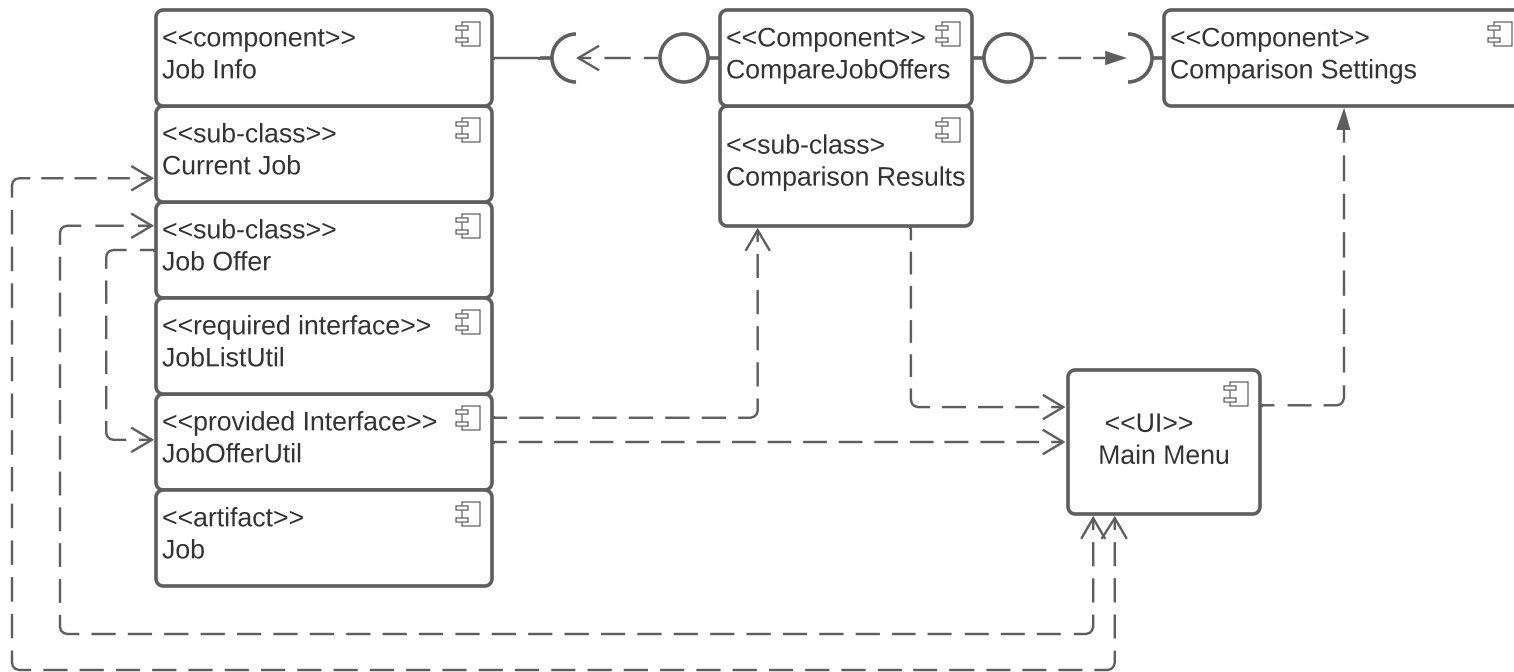 <<component>>
Job Info
<<sub-class>>
Current Job
<<sub-class>>
Job Offer
<<required interface>>
JobListUtil
<<provided Interface>>
JobOfferUtil
<<artifact>>
Job
<<Component>>
CompareJobOffers
<<sub-class>
Comparison Results
<<Component>>
Comparison Settings
<<UI>>
Main Menu